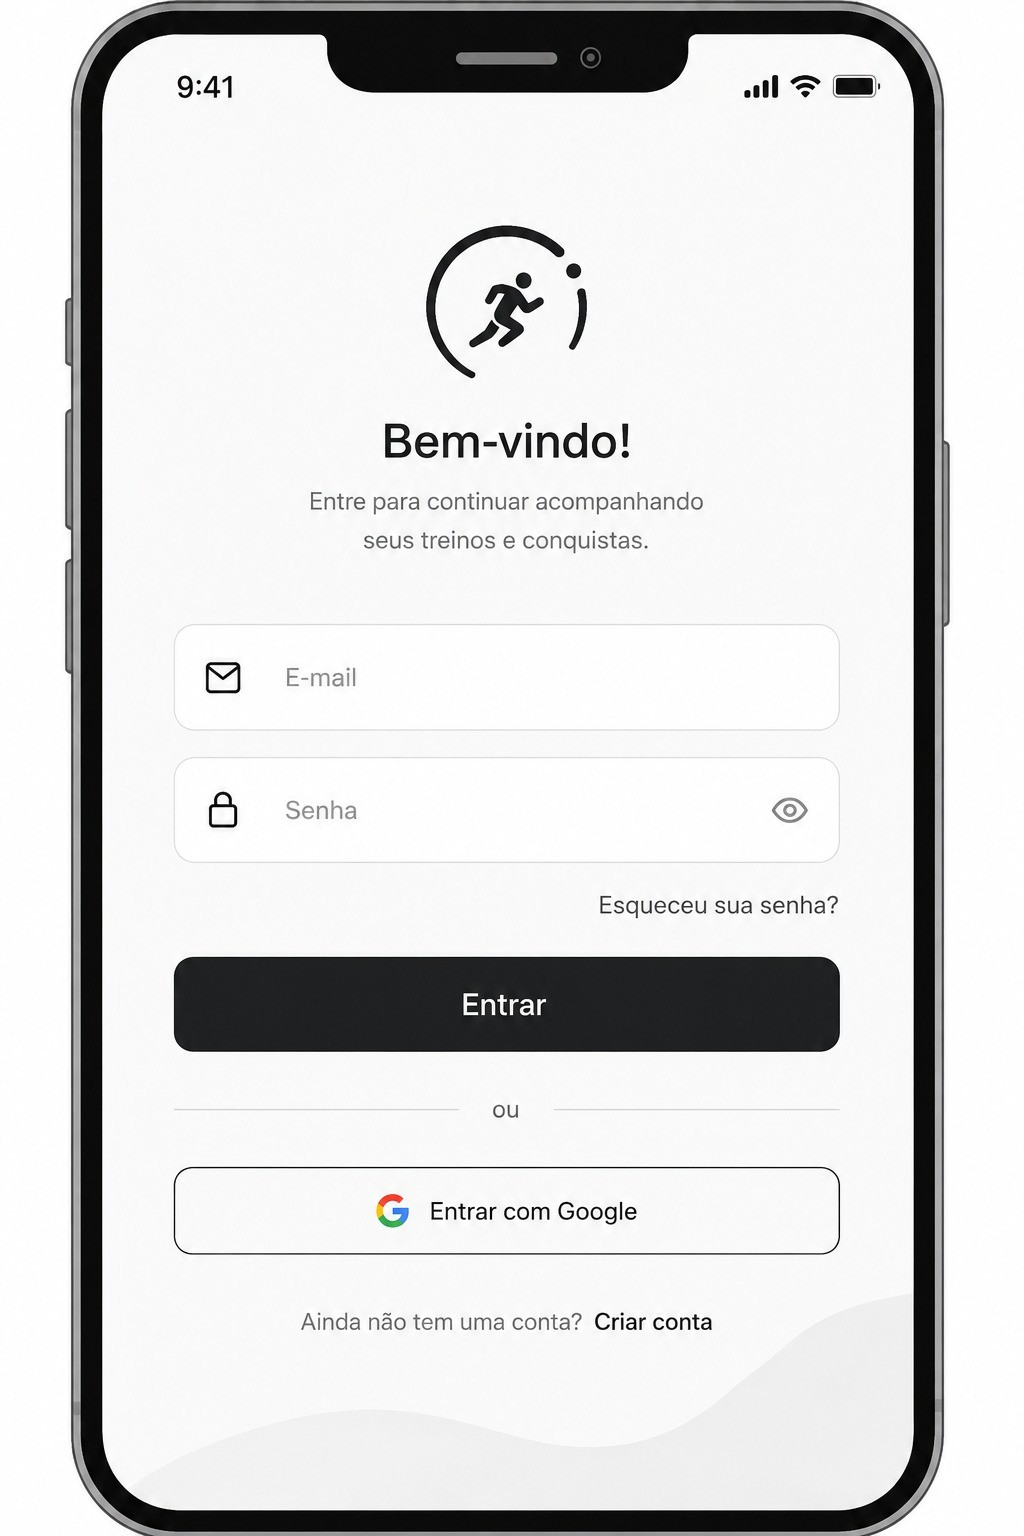 9:41
Bem-vindo!
Entre para continuar acompanhando
seus treinos e conquistas.
E-mail
Senha
Esqueceu sua senha?
Entrar
ou
Entrar com Google
Ainda não tem uma conta? Criar conta